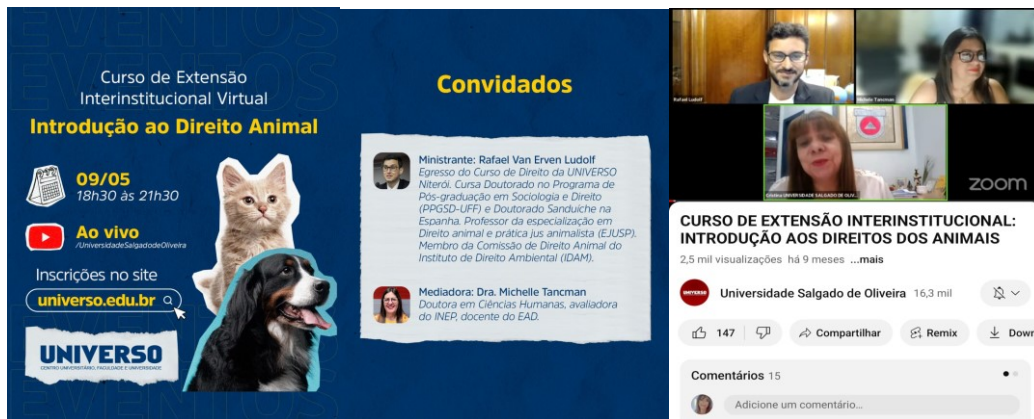 EVENTOS
Curso de Extensão
Interinstitucional Virtual
Introdução ao Direito Animal
09/05
18h30 às 21h30
Ao vivo
/UniversidadeSalgadodeOliveira
Inscrições no site
universo.edu.br
UNIVERSO
CENTRO UNIVERSITÁRIO, FACULDADE E UNIVERSIDADE
Convidados
Ministrante: Rafael Van Erven Ludolf
Egresso do Curso de Direito da UNIVERSO
Niterói. Cursa Doutorado no Programa de
Pós-graduação em Sociologia e Direito
(PPGSD-UFF) e Doutorado Sanduíche na
Espanha. Professor da especialização em
Direito animal e prática jus animalista (EJUSP).
Membro da Comissão de Direito Animal do
Instituto de Direito Ambiental (IDAM).
Mediadora: Dra. Michelle Tancman
Doutora em Ciências Humanas, avaliadora
do INEP, docente do EAD.
Rafael Ludolf
Tancman
UNIVERSIDADE SALGADO DE OLIV...
zoom
CURSO DE EXTENSÃO INTERINSTITUCIONAL:
INTRODUÇÃO AOS DIREITOS DOS ANIMAIS
2,5 mil visualizações há 9 meses ...mais
UNIVERSO
Universidade Salgado de Oliveira 16,3 mil
147
Compartilhar
Remix
Dowr
Comentários 15
Adicione um comentário...